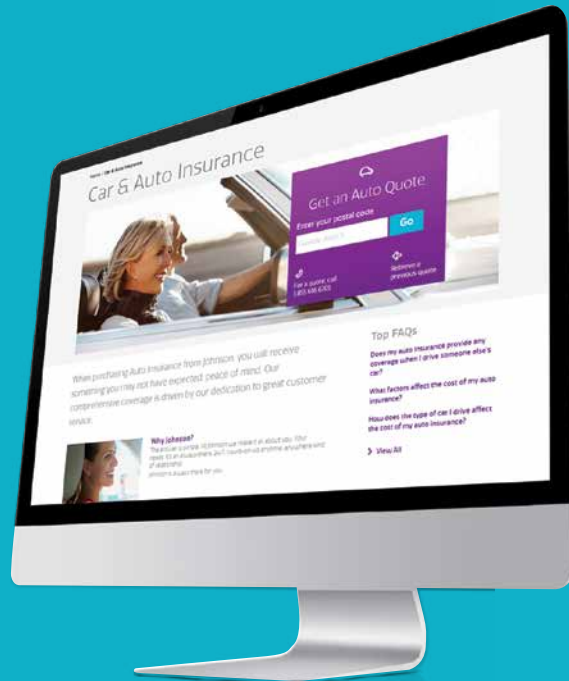 Car & Auto Insurance
Get an Auto Quote
Enter your postal code
Go
For a quote, call
Retrieve a
previous quote
When purchasing Auto Insurance from Johnson, you will receive
something you may not have expected: peace of mind. Our
comprehensive coverage is driven by our dedication to great customer
service.
Why Johnson?
Top FAQs
Does my auto insurance provide any
coverage when I drive someone else's
car?
What factors affect the cost of my auto
insurance?
How does the type of car I drive affect
the cost of my auto insurance?
View All